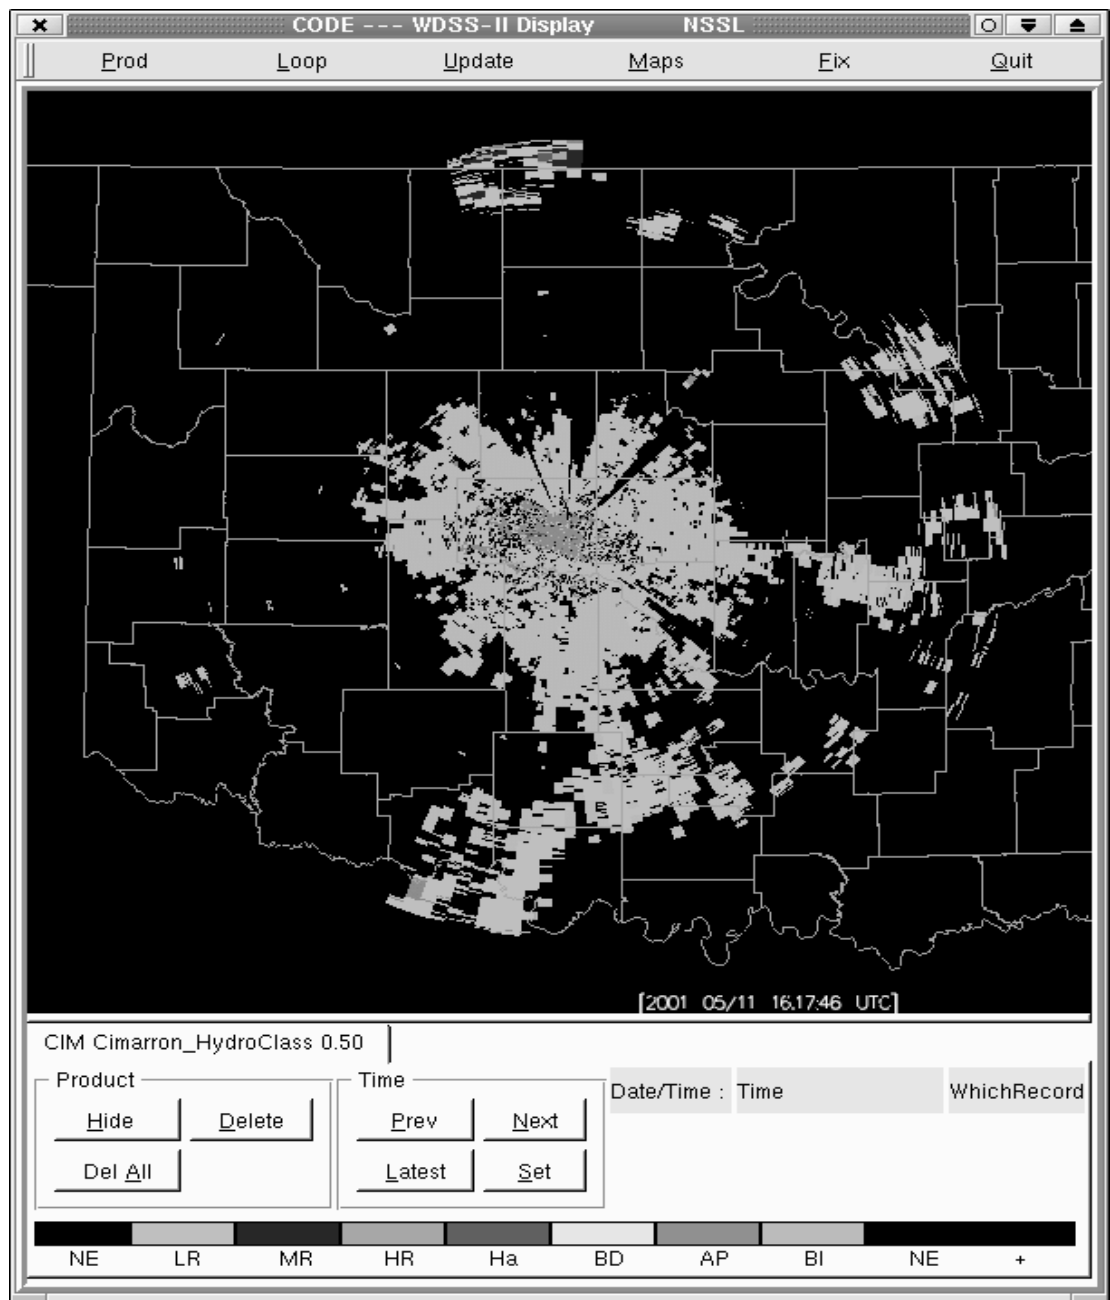 CODE --- WDSS-II Display NSSL
Prod Loop Update Maps Fix Quit
[2001 05/11 16.17:46 UTC]
CIM Cimarron_HydroClass 0.50
Product Time Date/Time : Time WhichRecord
Hide Delete Prev Next
Del All Latest Set
NE LR MR HR Ha BD AP BI NE +